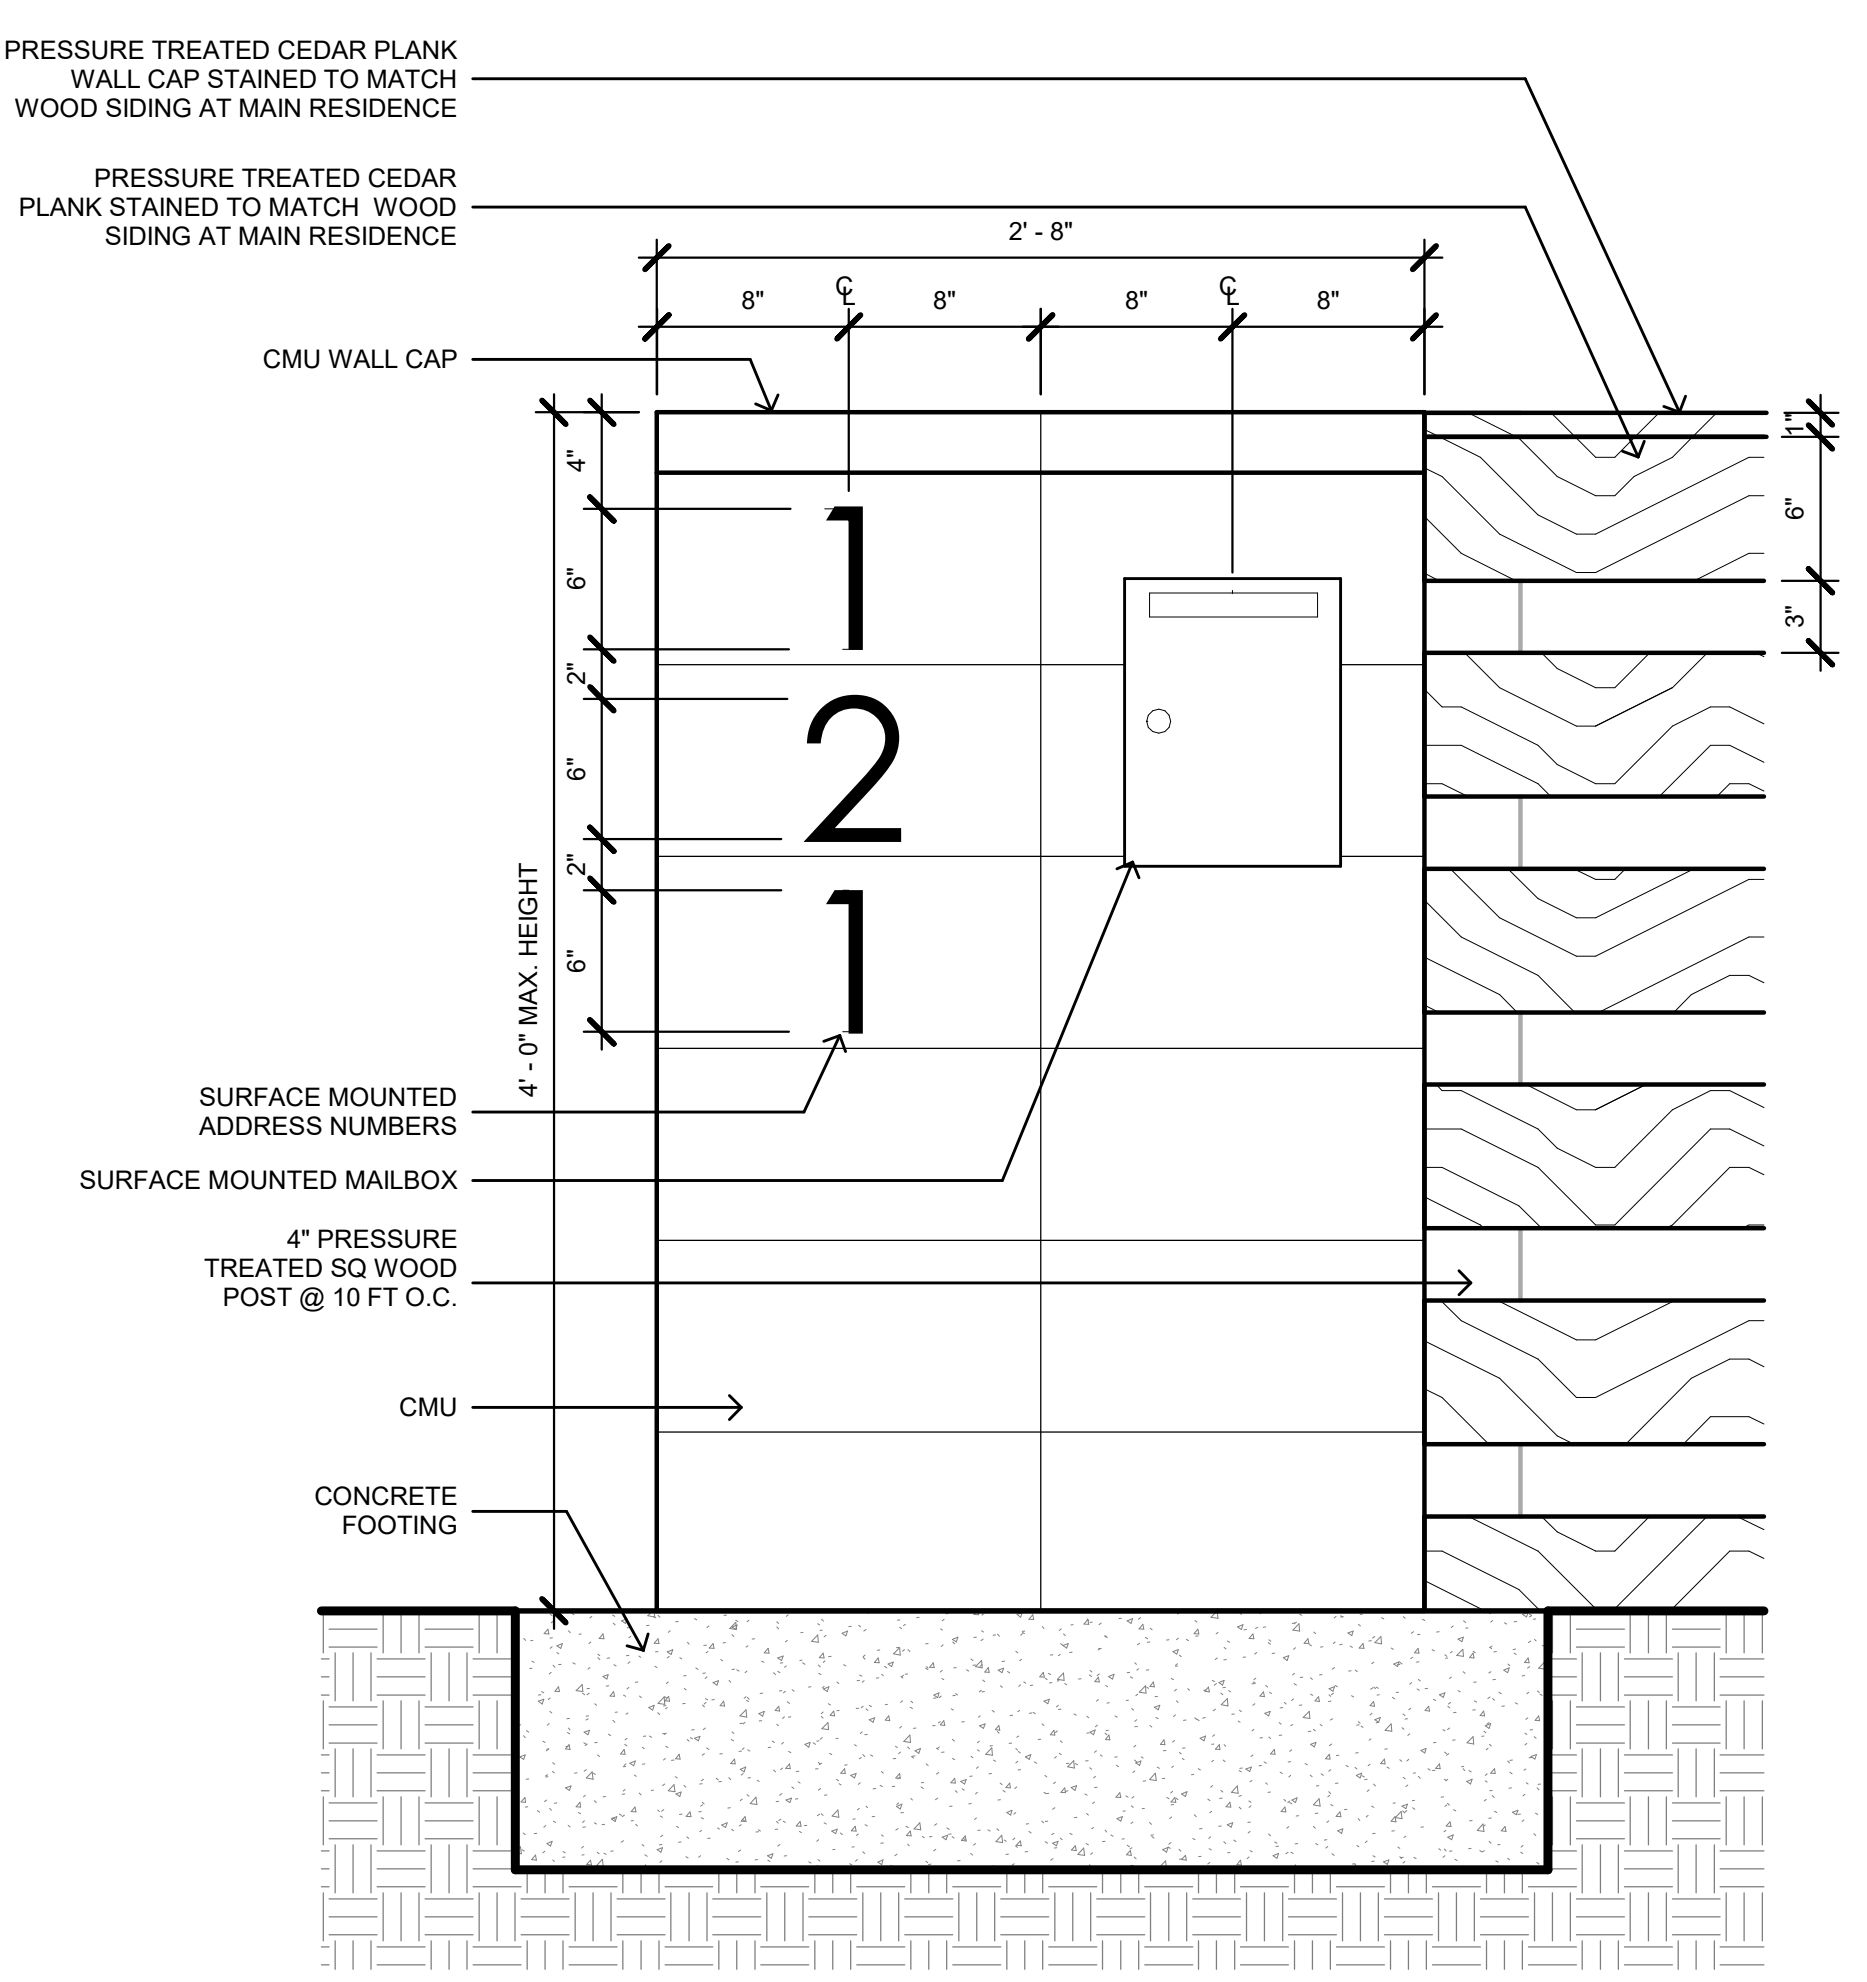 PRESSURE TREATED CEDAR PLANK
WALL CAP STAINED TO MATCH
WOOD SIDING AT MAIN RESIDENCE
PRESSURE TREATED CEDAR
PLANK STAINED TO MATCH  WOOD
SIDING AT MAIN RESIDENCE
2' - 8"
8"
℄
8"
8"
℄
8"
CMU WALL CAP
4"
6"
2"
6"
2"
6"
4' - 0" MAX. HEIGHT
1
2
1
1"
6"
3"
SURFACE MOUNTED
ADDRESS NUMBERS
SURFACE MOUNTED MAILBOX
4" PRESSURE
TREATED SQ WOOD
POST @ 10 FT O.C.
CMU
CONCRETE
FOOTING